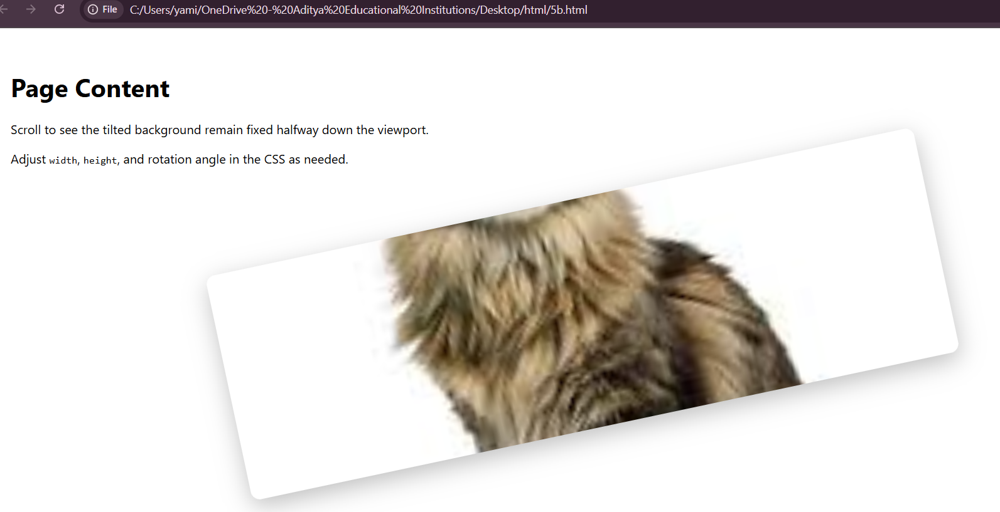 File C:/Users/yami/OneDrive%20-%20Aditya%20Educational%20Institutions/Desktop/html/5b.html
Page Content
Scroll to see the tilted background remain fixed halfway down the viewport.
Adjust width, height, and rotation angle in the CSS as needed.